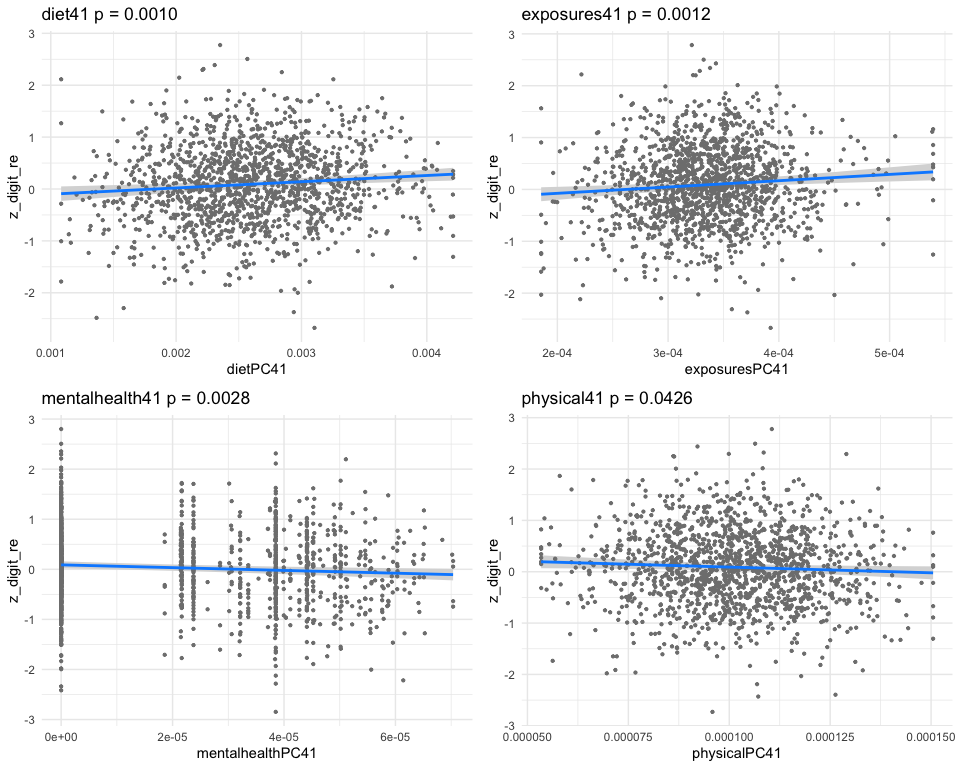 diet41 p = 0.0010
z_digit_re
3
2
1
0
-1
-2
0.001 0.002 0.003 0.004
dietPC41
exposures41 p = 0.0012
z_digit_re
3
2
1
0
-1
-2
2e-04 3e-04 4e-04 5e-04
exposuresPC41
mentalhealth41 p = 0.0028
z_digit_re
3
2
1
0
-1
-2
-3
0e+00 2e-05 4e-05 6e-05
mentalhealthPC41
physical41 p = 0.0426
z_digit_re
3
2
1
0
-1
-2
-3
0.000050 0.000075 0.000100 0.000125 0.000150
physicalPC41